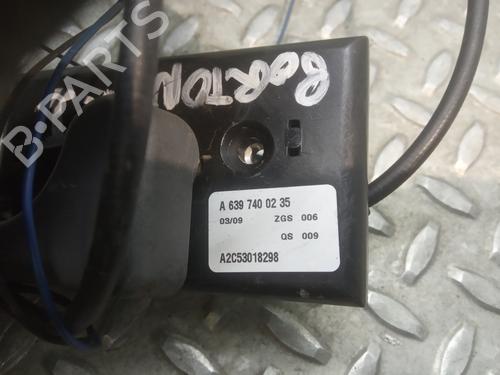 B-PARTS
BORTON
A 639 740 02 35
03/09 ZGS 006
QS 009
A2C53018298